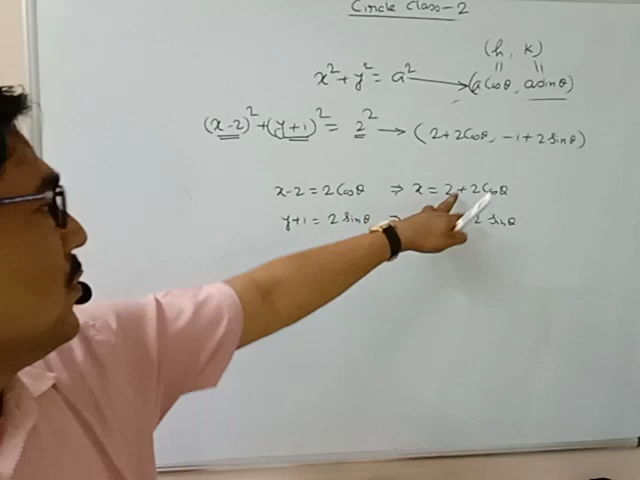 Circle Class-2
(h, k)
x² + y² = a² → (a cosθ, a sinθ)
(x-2)² + (y+1)² = 2² → (2+2cosθ, -1+2sinθ)
x-2 = 2cosθ ⇒ x = 2+2cosθ
y+1 = 2 sinθ ⇒ 2 sinθ